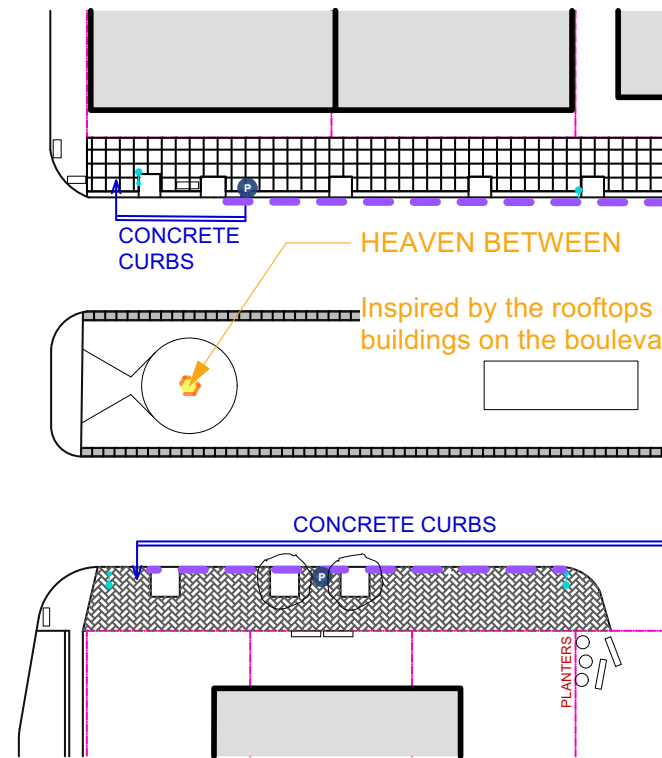 P
CONCRETE
CURBS
HEAVEN BETWEEN
Inspired by the rooftops
buildings on the bouleva
CONCRETE CURBS
P
PLANTERS